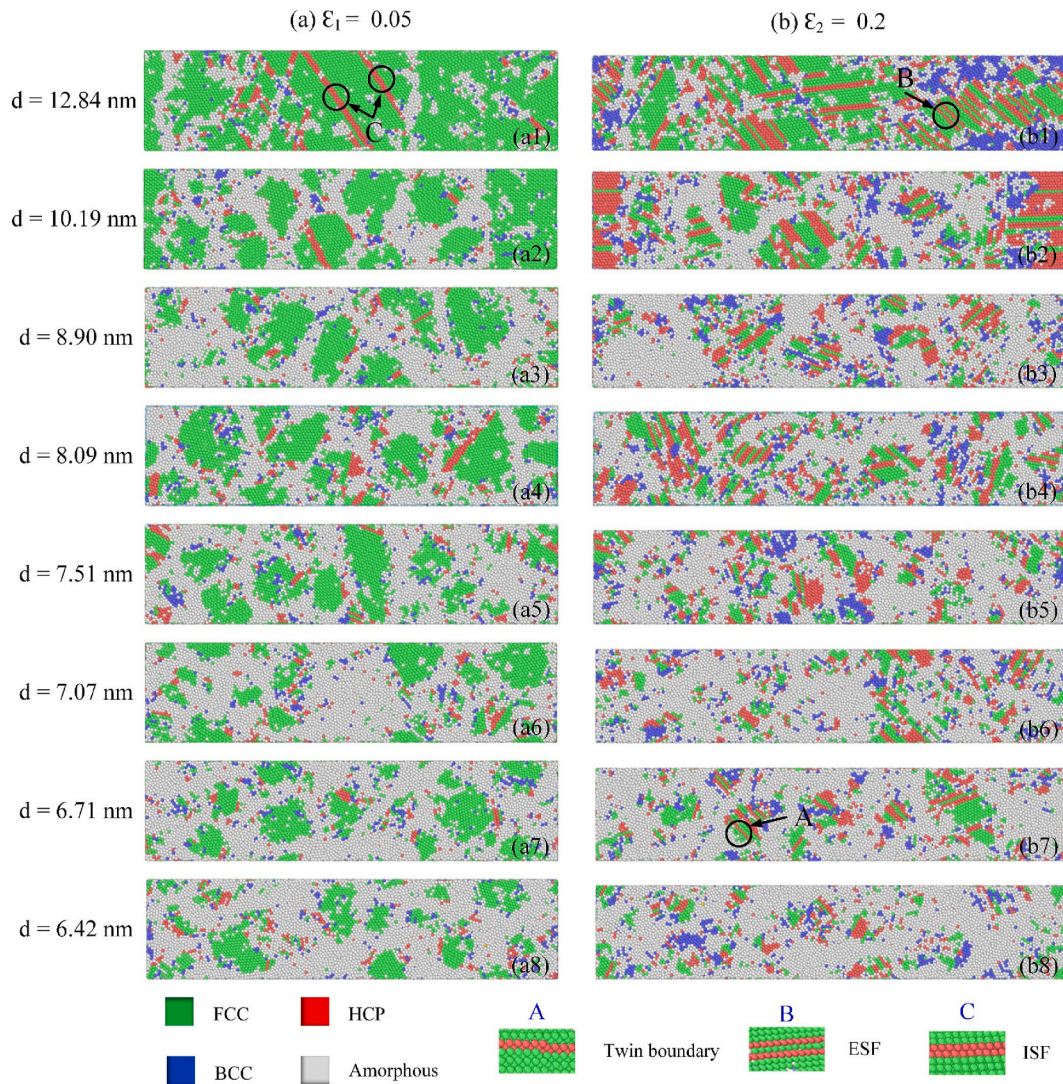 (a) Ɛ₁ = 0.05
(b) Ɛ₂ = 0.2
d = 12.84 nm
C
(a1)
B
(b1)
d = 10.19 nm
(a2)
(b2)
d = 8.90 nm
(a3)
(b3)
d = 8.09 nm
(a4)
(b4)
d = 7.51 nm
(a5)
(b5)
d = 7.07 nm
(a6)
(b6)
d = 6.71 nm
(a7)
A
(b7)
d = 6.42 nm
(a8)
(b8)
FCC
HCP
BCC
Amorphous
A
Twin boundary
B
ESF
C
ISF